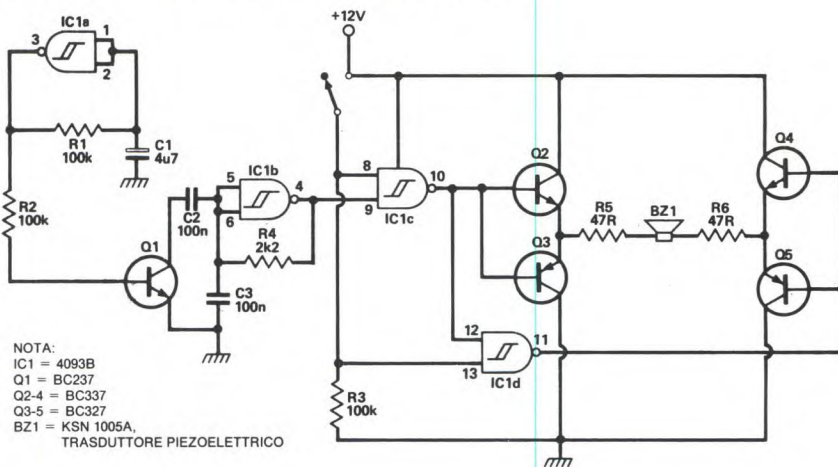 +12V
IC1a
3
1
2
R1
100k
C1
4u7
R2
100k
Q1
C2
100n
5
6
IC1b
4
R4
2k2
C3
100n
8
9
IC1c
10
Q2
Q3
R5
47R
BZ1
R6
47R
Q4
Q5
12
13
11
IC1d
R3
100k
NOTA:
IC1 = 4093B
Q1 = BC237
Q2-4 = BC337
Q3-5 = BC327
BZ1 = KSN 1005A,
TRASDUTTORE PIEZOELETTRICO